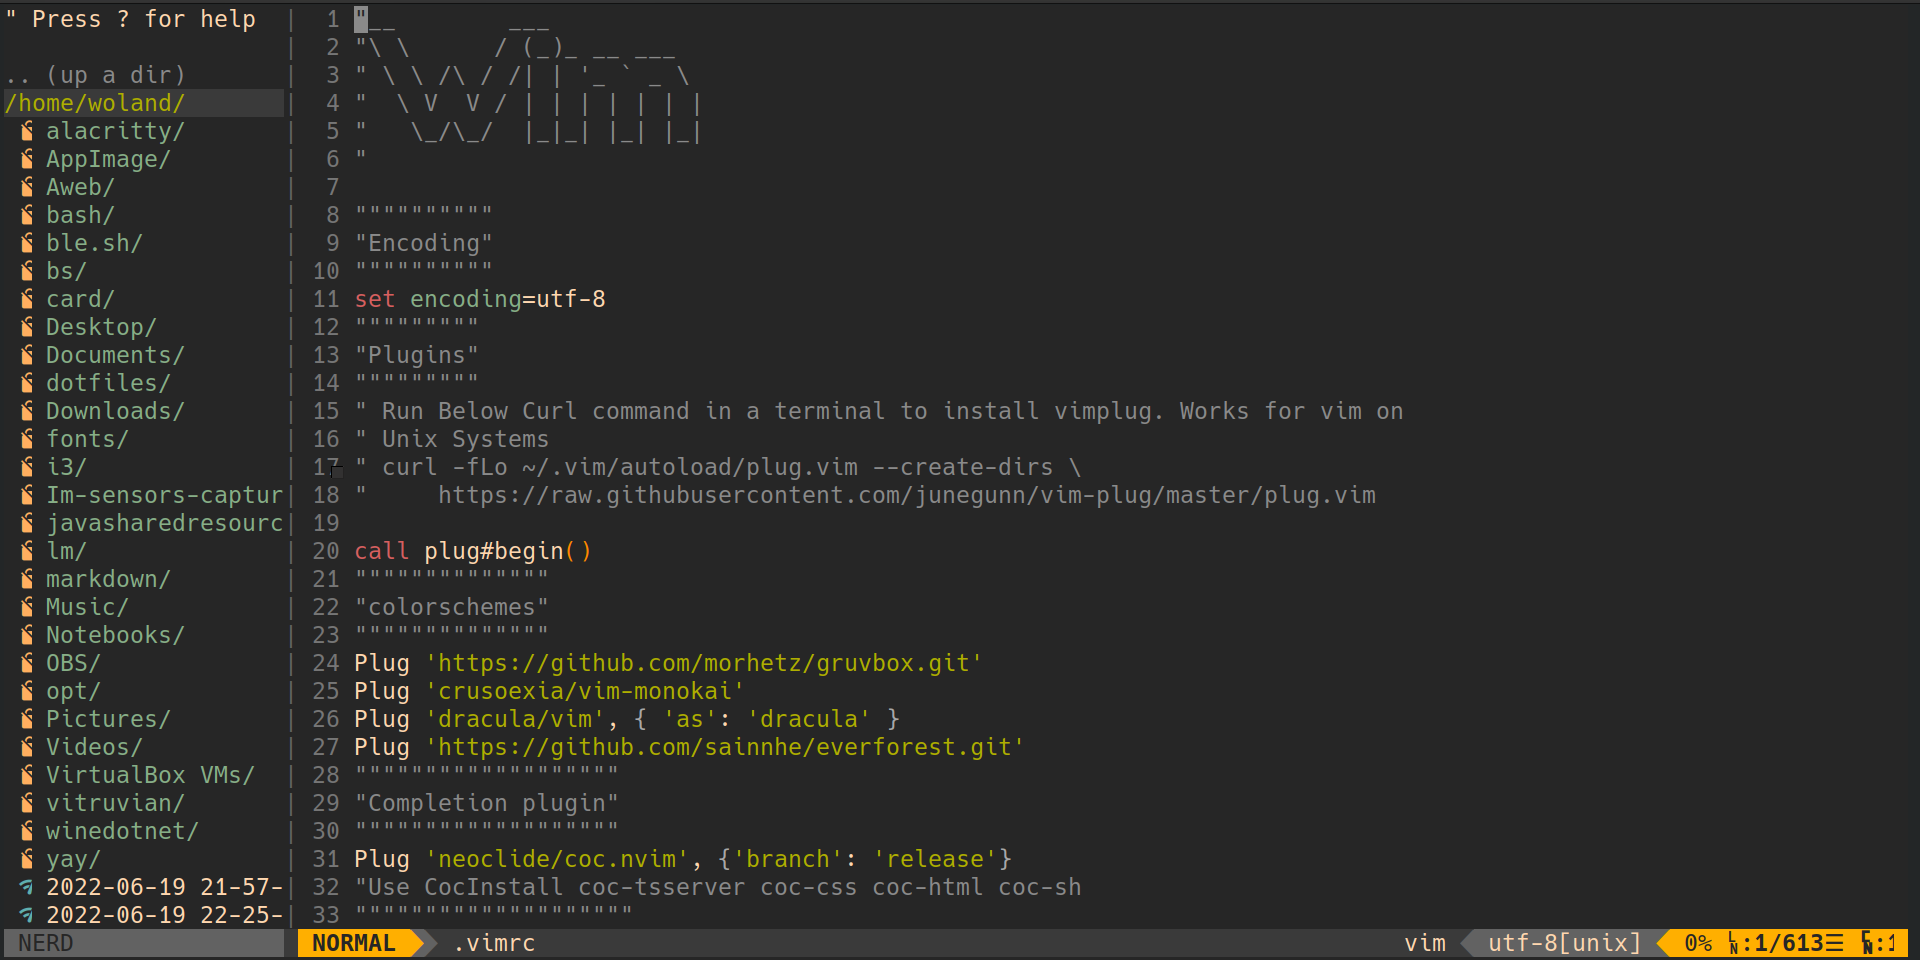 " Press ? for help
.. (up a dir)
/home/woland/
alacritty/
AppImage/
Aweb/
bash/
ble.sh/
bs/
card/
Desktop/
Documents/
dotfiles/
Downloads/
fonts/
i3/
Im-sensors-captur
javasharedresourc
lm/
markdown/
Music/
Notebooks/
OBS/
opt/
Pictures/
Videos/
VirtualBox VMs/
vitruvian/
winedotnet/
yay/
2022-06-19 21-57-
2022-06-19 22-25-
NERD
1 "__        ___
2 "\ \      / (_)_ __ ___
3 " \ \ /\ / /| | '_ ` _ \
4 "  \ V  V / | | | | | | |
5 "   \_/\_/  |_|_| |_| |_|
6 "
7
8 """"""""""
9 "Encoding"
10 """"""""""
11 set encoding=utf-8
12 """""""""
13 "Plugins"
14 """""""""
15 " Run Below Curl command in a terminal to install vimplug. Works for vim on
16 " Unix Systems
17 " curl -fLo ~/.vim/autoload/plug.vim --create-dirs \
18 "     https://raw.githubusercontent.com/junegunn/vim-plug/master/plug.vim
19
20 call plug#begin()
21 """"""""""""""
22 "colorschemes"
23 """"""""""""""
24 Plug 'https://github.com/morhetz/gruvbox.git'
25 Plug 'crusoexia/vim-monokai'
26 Plug 'dracula/vim', { 'as': 'dracula' }
27 Plug 'https://github.com/sainnhe/everforest.git'
28 """""""""""""""""""
29 "Completion plugin"
30 """""""""""""""""""
31 Plug 'neoclide/coc.nvim', {'branch': 'release'}
32 "Use CocInstall coc-tsserver coc-css coc-html coc-sh
33 """"""""""""""""""""
NORMAL .vimrc vim utf-8[unix] 0% ␤:1/613☰ ␤:1